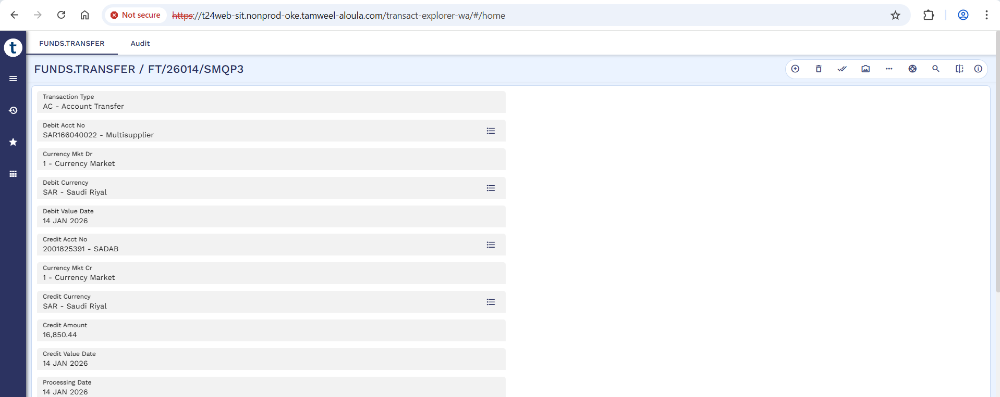 Not secure
https://t24web-sit.nonprod-oke.tamweel-aloula.com/transact-explorer-wa/#/home
t
FUNDS.TRANSFER
Audit
FUNDS.TRANSFER / FT/26014/SMQP3
Transaction Type
AC - Account Transfer
Debit Acct No
SAR166040022 - Multisupplier
Currency Mkt Dr
1 - Currency Market
Debit Currency
SAR - Saudi Riyal
Debit Value Date
14 JAN 2026
Credit Acct No
2001825391 - SADAB
Currency Mkt Cr
1 - Currency Market
Credit Currency
SAR - Saudi Riyal
Credit Amount
16,850.44
Credit Value Date
14 JAN 2026
Processing Date
14 JAN 2026